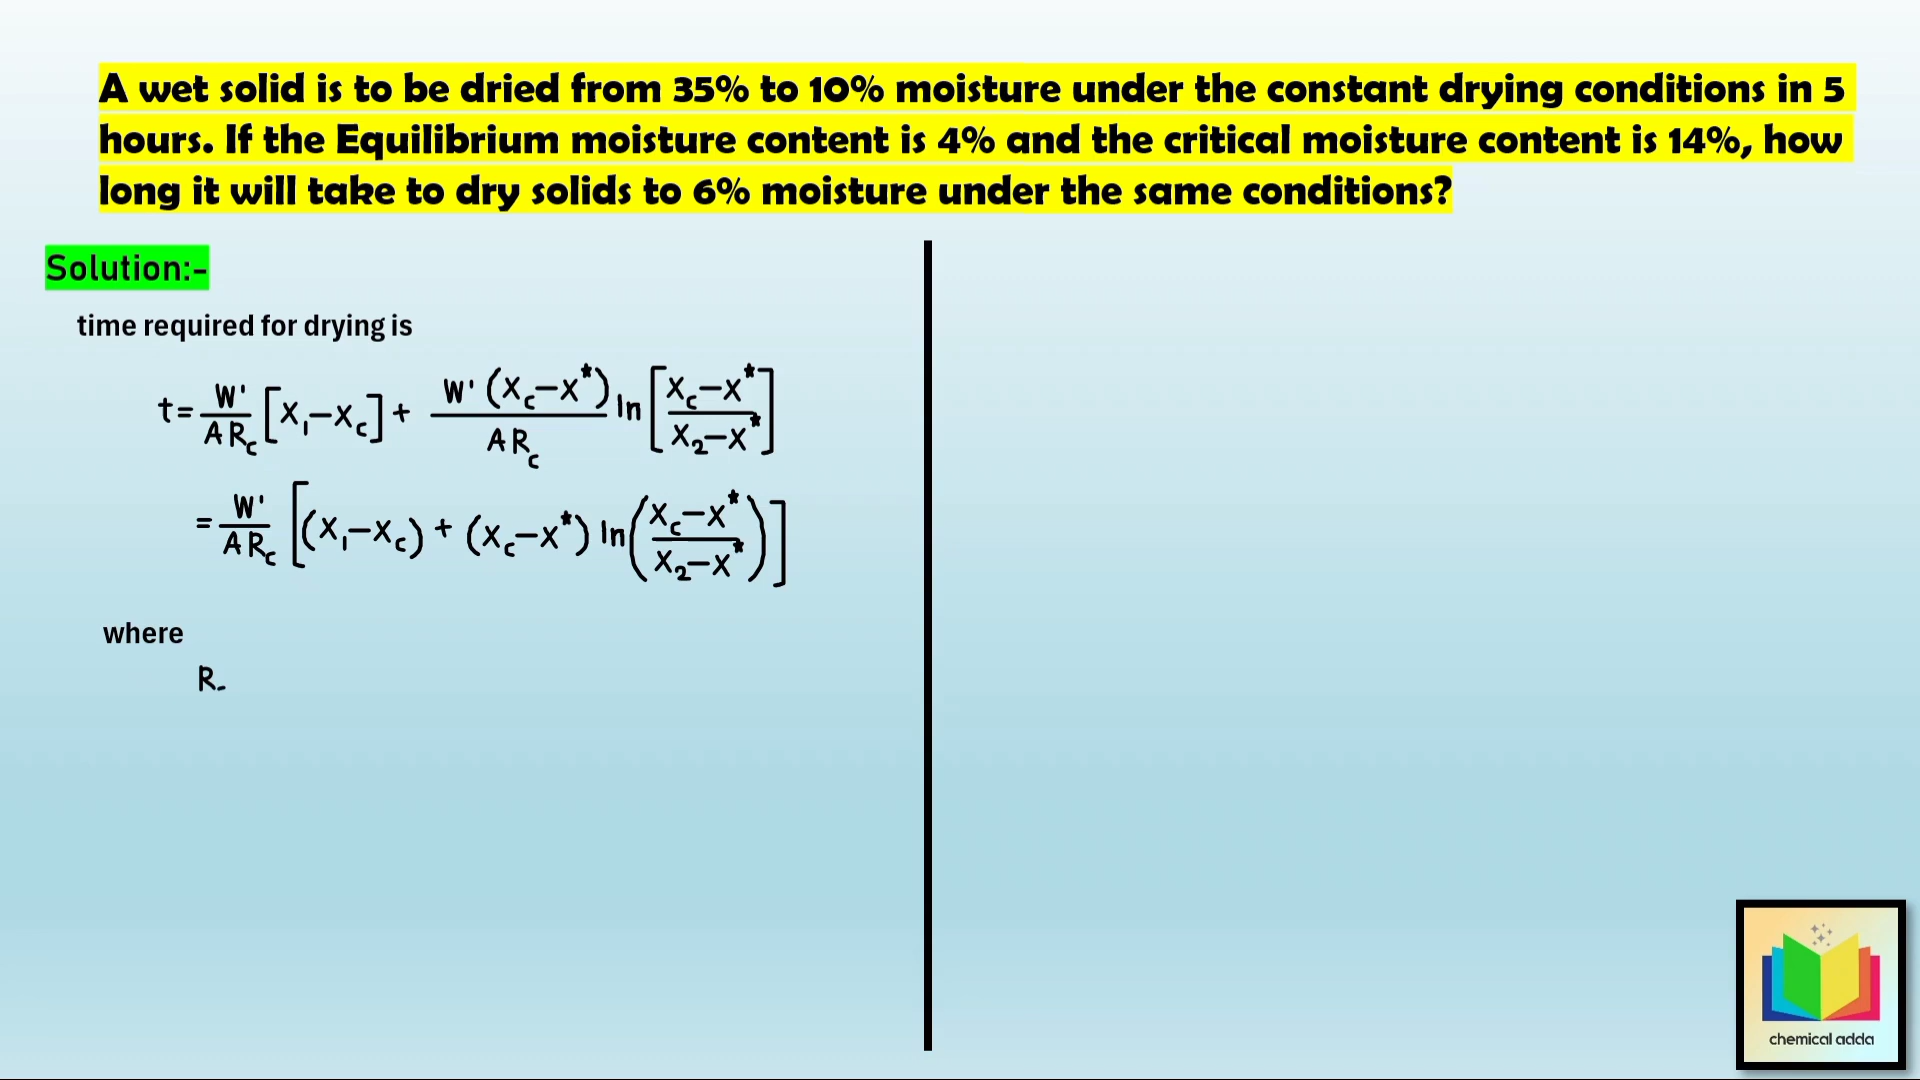 A wet solid is to be dried from 35% to 10% moisture under the constant drying conditions in 5
hours. If the Equilibrium moisture content is 4% and the critical moisture content is 14%, how
long it will take to dry solids to 6% moisture under the same conditions?
Solution:-
time required for drying is
t = W'/(A R_c) [X_1 - X_c] + W'(X_c - X*)/(A R_c) ln [(X_c - X*)/(X_2 - X*)]
= W'/(A R_c) [(X_1 - X_c) + (X_c - X*) ln ((X_c - X*)/(X_2 - X*))]
where
R-
chemical adda